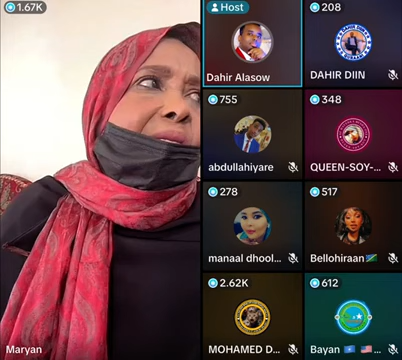 1.67K
Maryan
Host
Dahir Alasow
208
DAHIR DIIN
755
abdullahiyare
348
QUEEN-SOY-...
278
manaal dhool...
517
Bellohiraan
2.62K
MOHAMED D...
612
Bayan